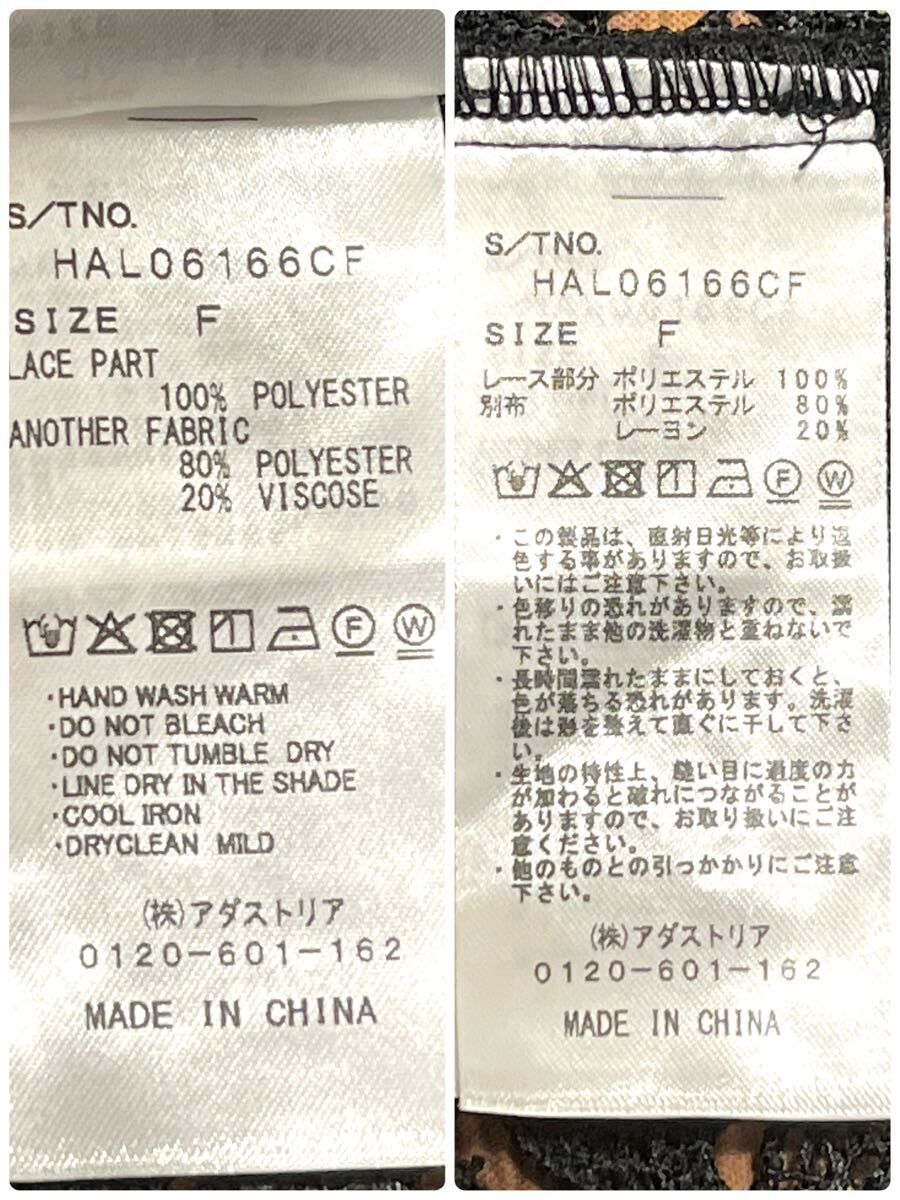 S/TNO.
HAL06166CF
SIZE F
LACE PART
100% POLYESTER
ANOTHER FABRIC
80% POLYESTER
20% VISCOSE
F W
·HAND WASH WARM
·DO NOT BLEACH
·DO NOT TUMBLE DRY
·LINE DRY IN THE SHADE
·COOL IRON
·DRYCLEAN MILD
(株)アダストリア
0120-601-162
MADE IN CHINA
S/TNO.
HAL06166CF
SIZE F
レース部分 ポリエステル 100%
別布 ポリエステル 80%
レーヨン 20%
F W
・この製品は、直射日光等により退
色する事がありますので、お取扱
いにはご注意下さい。
・色移りの恐れがありますので、濡
れたまま他の洗濯物と重ねないで
下さい。
・長時間濡れたままにしておくと、
色が落ちる恐れがあります。洗濯
後は形を整えて直ぐに干して下さ
い。
・生地の特性上、縫い目に過度の力
が加わると破れにつながることが
ありますので、お取り扱いにご注
意ください。
・他のものとの引っかかりにご注意
下さい。
(株)アダストリア
0120-601-162
MADE IN CHINA